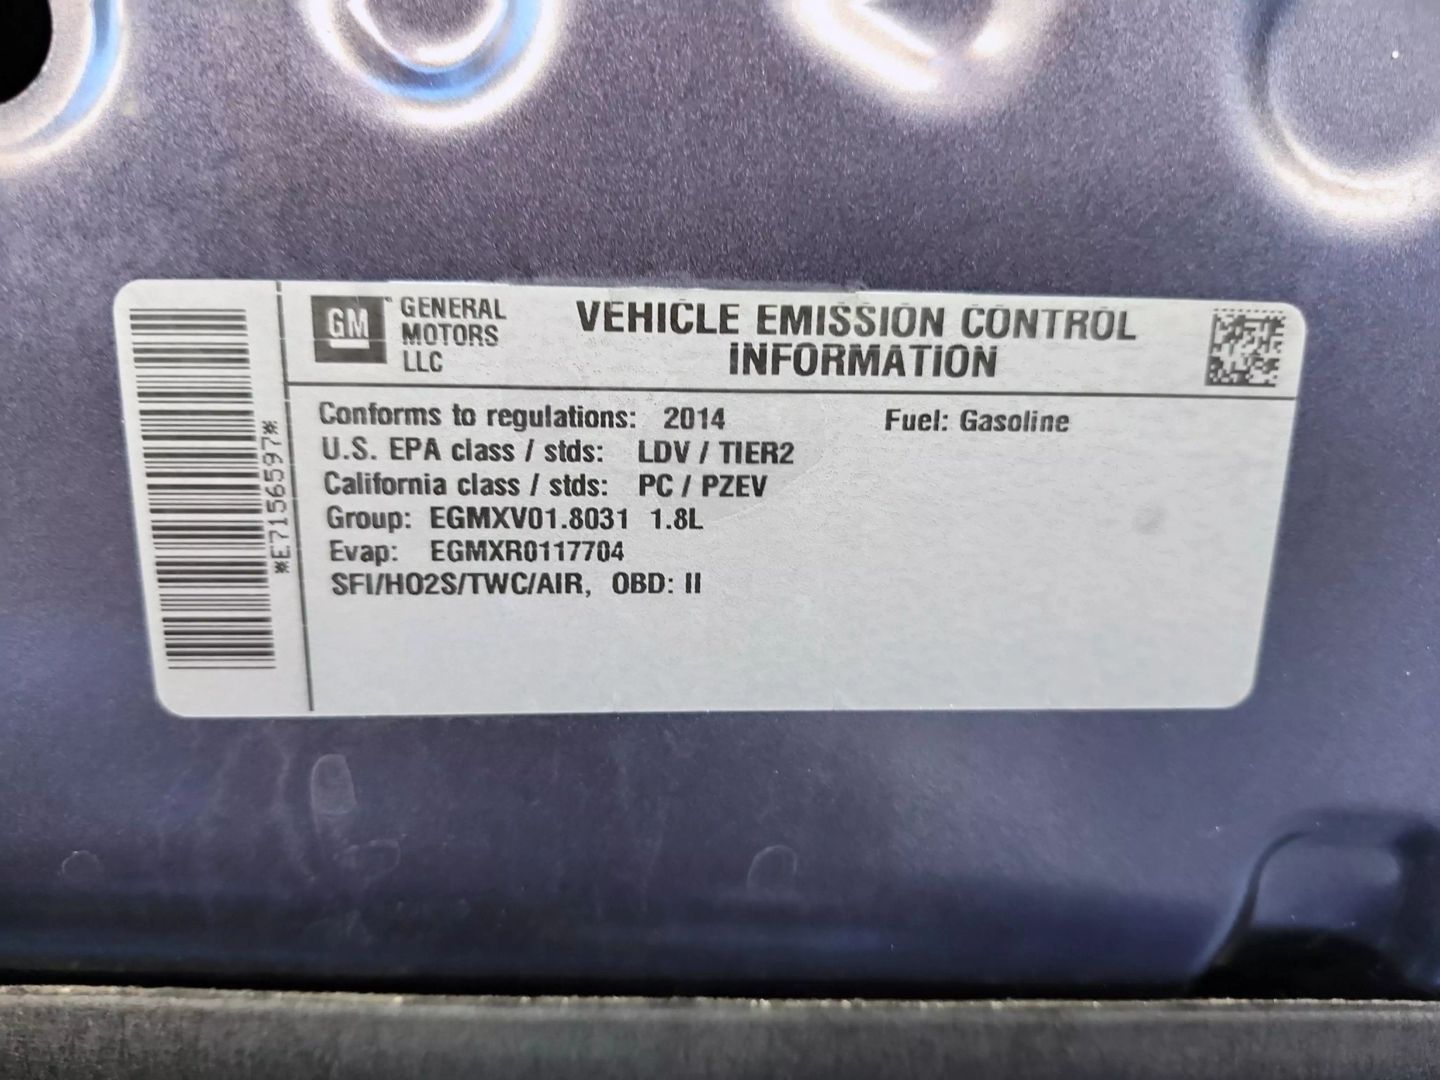 GM
GENERAL
MOTORS
LLC
VEHICLE EMISSION CONTROL
INFORMATION
Conforms to regulations: 2014 Fuel: Gasoline
U.S. EPA class / stds: LDV / TIER2
California class / stds: PC / PZEV
Group: EGMXV01.8031 1.8L
Evap: EGMXR0117704
SFI/HO2S/TWC/AIR, OBD: II
*E7156597*